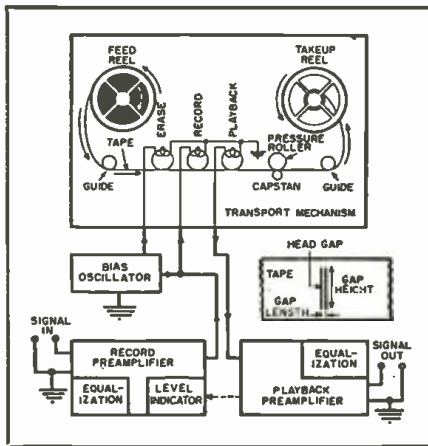 FEED
REEL
TAKEUP
REEL
ERASE
RECORD
PLAYBACK
PRESSURE
ROLLER
TAPE
GUIDE
CAPSTAN
GUIDE
TRANSPORT MECHANISM
BIAS
OSCILLATOR
HEAD GAP
TAPE
GAP
HEIGHT
GAP
LENGTH
SIGNAL
IN
RECORD
PREAMPLIFIER
EQUAL-
IZATION
LEVEL
INDICATOR
EQUAL-
IZATION
PLAYBACK
PREAMPLIFIER
SIGNAL
OUT